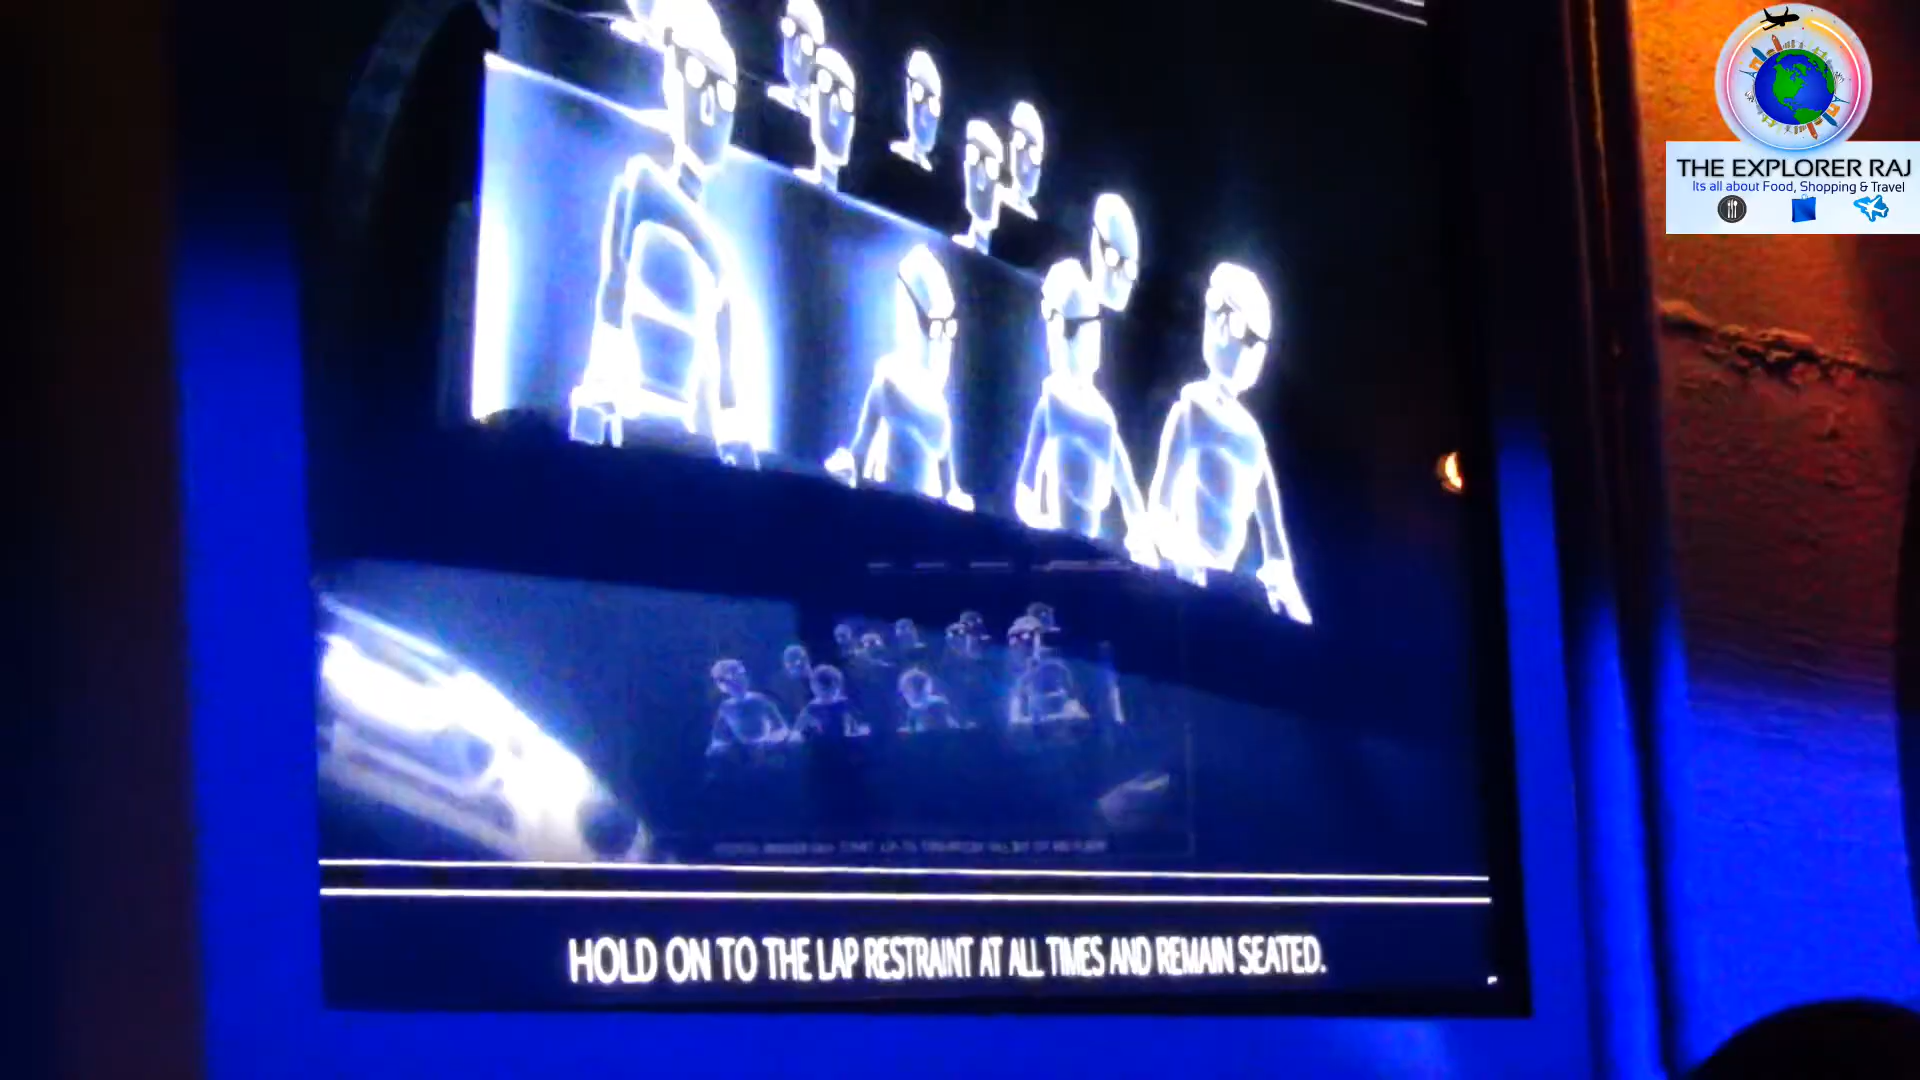 THE EXPLORER RAJ
Its all about Food, Shopping & Travel
HOLD ON TO THE LAP RESTRAINT AT ALL TIMES AND REMAIN SEATED.